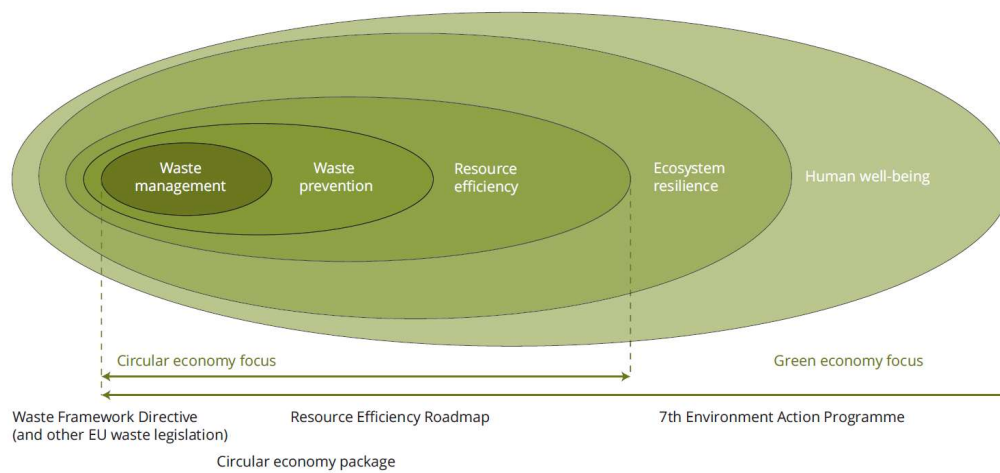 Waste
management
Waste
prevention
Resource
efficiency
Ecosystem
resilience
Human well-being
Circular economy focus
Green economy focus
Waste Framework Directive
(and other EU waste legislation)
Resource Efficiency Roadmap
7th Environment Action Programme
Circular economy package